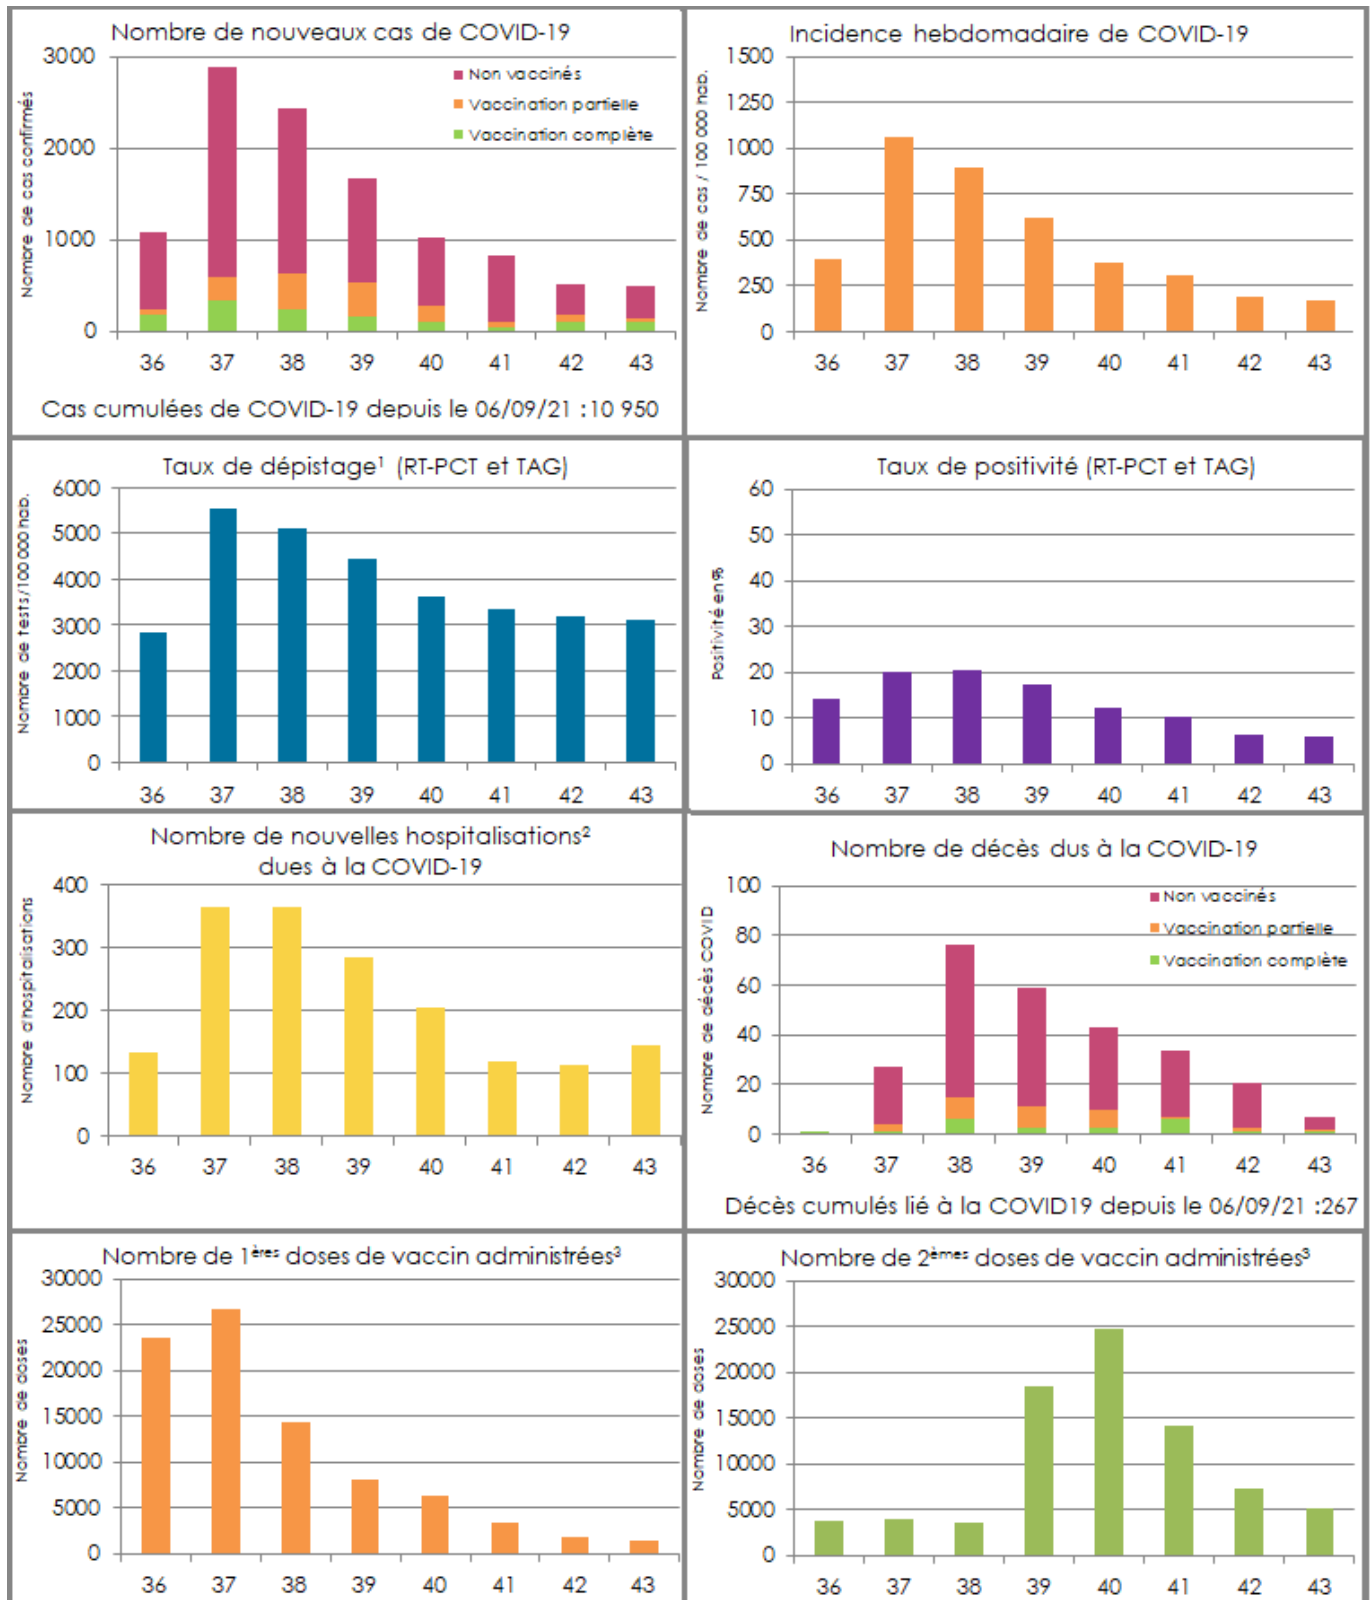 Nombre de nouveaux cas de COVID-19
Nombre de cas confirmés
3000
2000
1000
0
Non vaccinés
Vaccination partielle
Vaccination complète
36 37 38 39 40 41 42 43
Cas cumulées de COVID-19 depuis le 06/09/21 :10 950
Incidence hebdomadaire de COVID-19
Nombre de cas / 100 000 hab.
1500
1250
1000
750
500
250
0
36 37 38 39 40 41 42 43
Taux de dépistage¹ (RT-PCT et TAG)
Nombre de tests/100 000 hab.
6000
5000
4000
3000
2000
1000
0
36 37 38 39 40 41 42 43
Taux de positivité (RT-PCT et TAG)
Positivité en %
60
50
40
30
20
10
0
36 37 38 39 40 41 42 43
Nombre de nouvelles hospitalisations²
dues à la COVID-19
Nombre d'hospitalisations
400
300
200
100
0
36 37 38 39 40 41 42 43
Nombre de décès dus à la COVID-19
Nombre de décès COVID
100
80
60
40
20
0
Non vaccinés
Vaccination partielle
Vaccination complète
36 37 38 39 40 41 42 43
Décès cumulés lié à la COVID19 depuis le 06/09/21 :267
Nombre de 1ères doses de vaccin administrées³
Nombre de doses
30000
25000
20000
15000
10000
5000
0
36 37 38 39 40 41 42 43
Nombre de 2èmes doses de vaccin administrées³
Nombre de doses
30000
25000
20000
15000
10000
5000
0
36 37 38 39 40 41 42 43